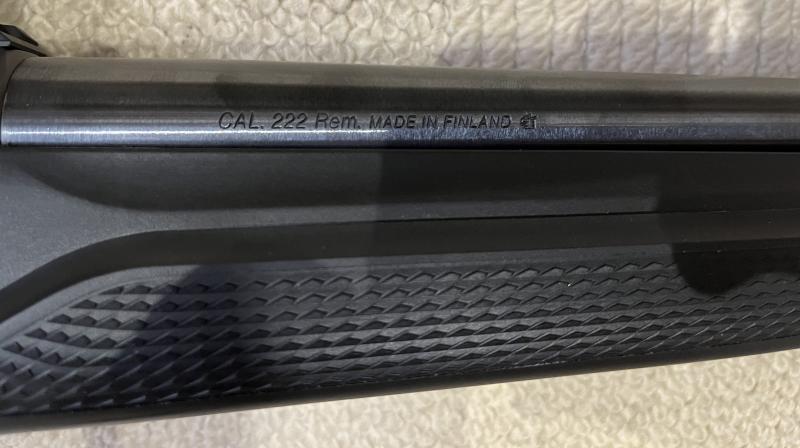 CAL. 222 Rem. MADE IN FINLAND